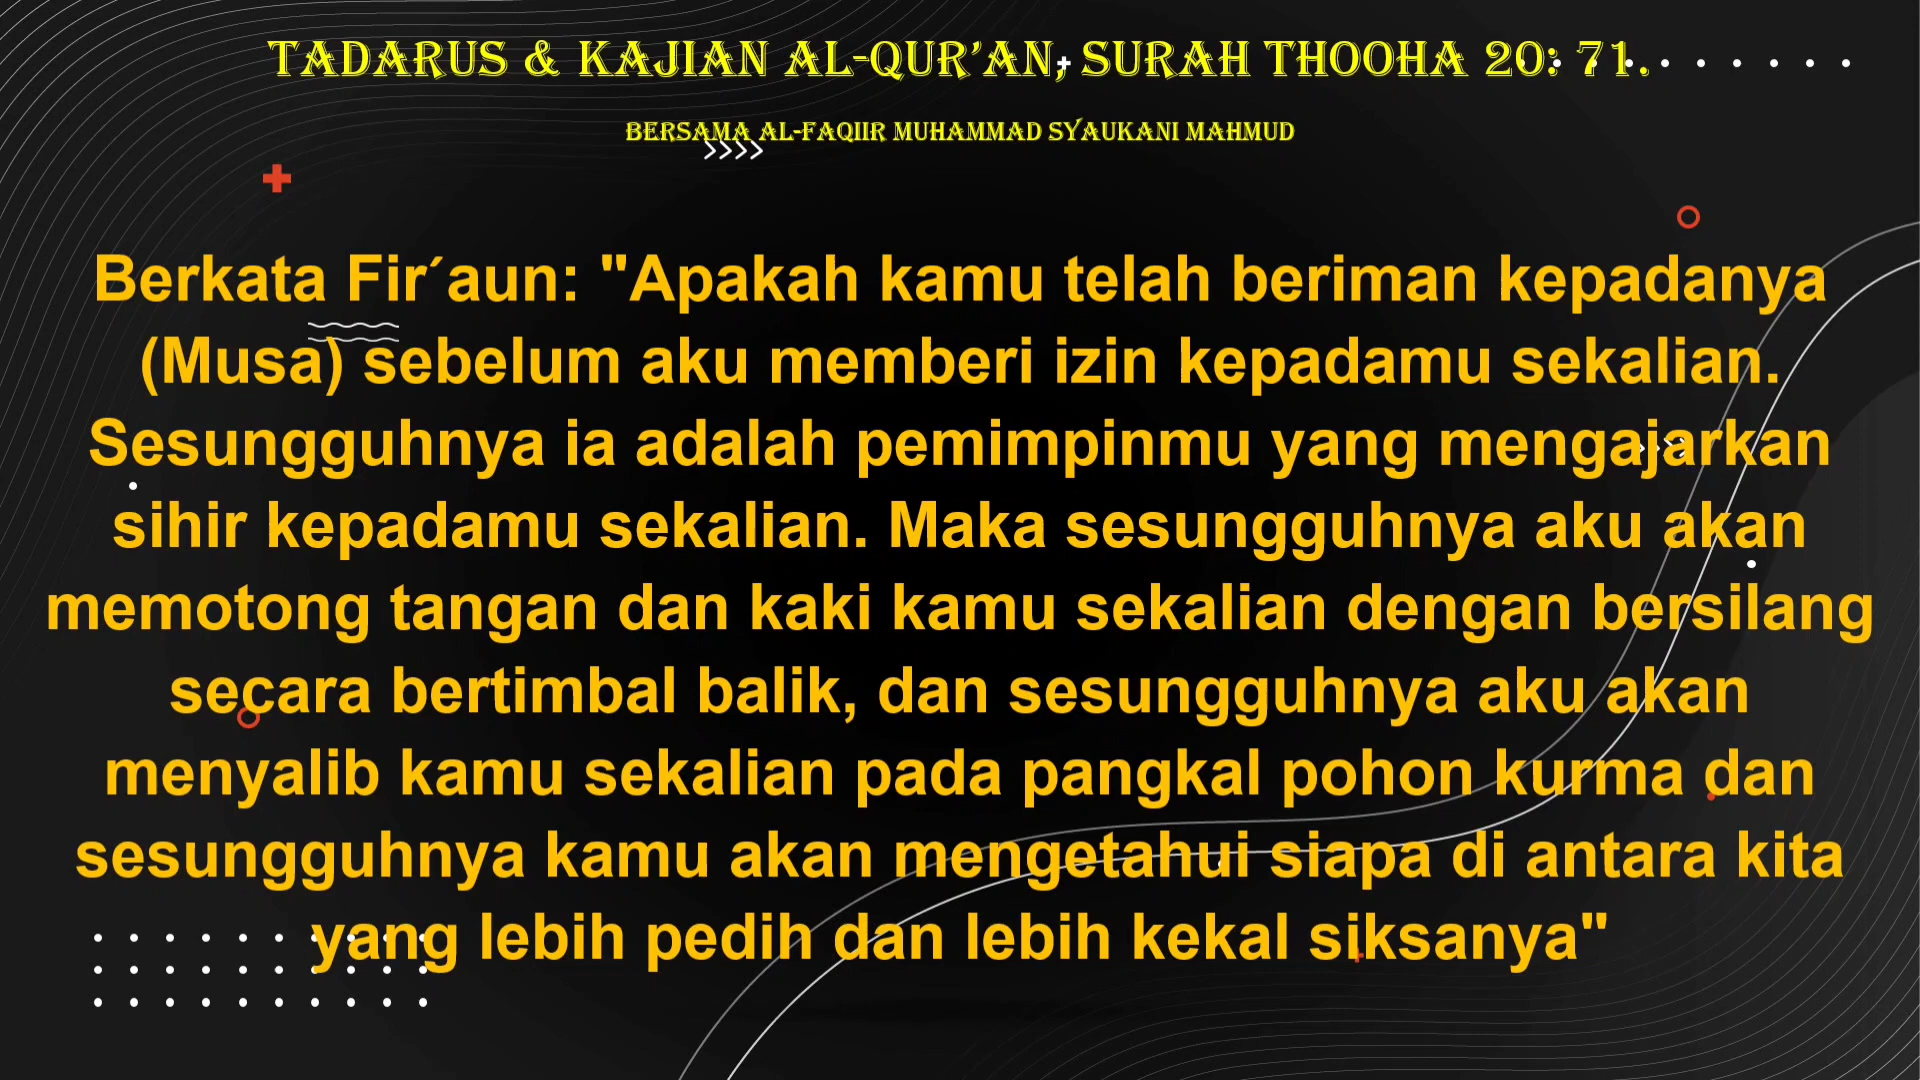 TADARUS & KAJIAN AL-QUR’AN, SURAH THOOHA 20: 71.
BERSAMA AL-FAQIIR MUHAMMAD SYAUKANI MAHMUD
Berkata Fir´aun: "Apakah kamu telah beriman kepadanya
(Musa) sebelum aku memberi izin kepadamu sekalian.
Sesungguhnya ia adalah pemimpinmu yang mengajarkan
sihir kepadamu sekalian. Maka sesungguhnya aku akan
memotong tangan dan kaki kamu sekalian dengan bersilang
secara bertimbal balik, dan sesungguhnya aku akan
menyalib kamu sekalian pada pangkal pohon kurma dan
sesungguhnya kamu akan mengetahui siapa di antara kita
yang lebih pedih dan lebih kekal siksanya"